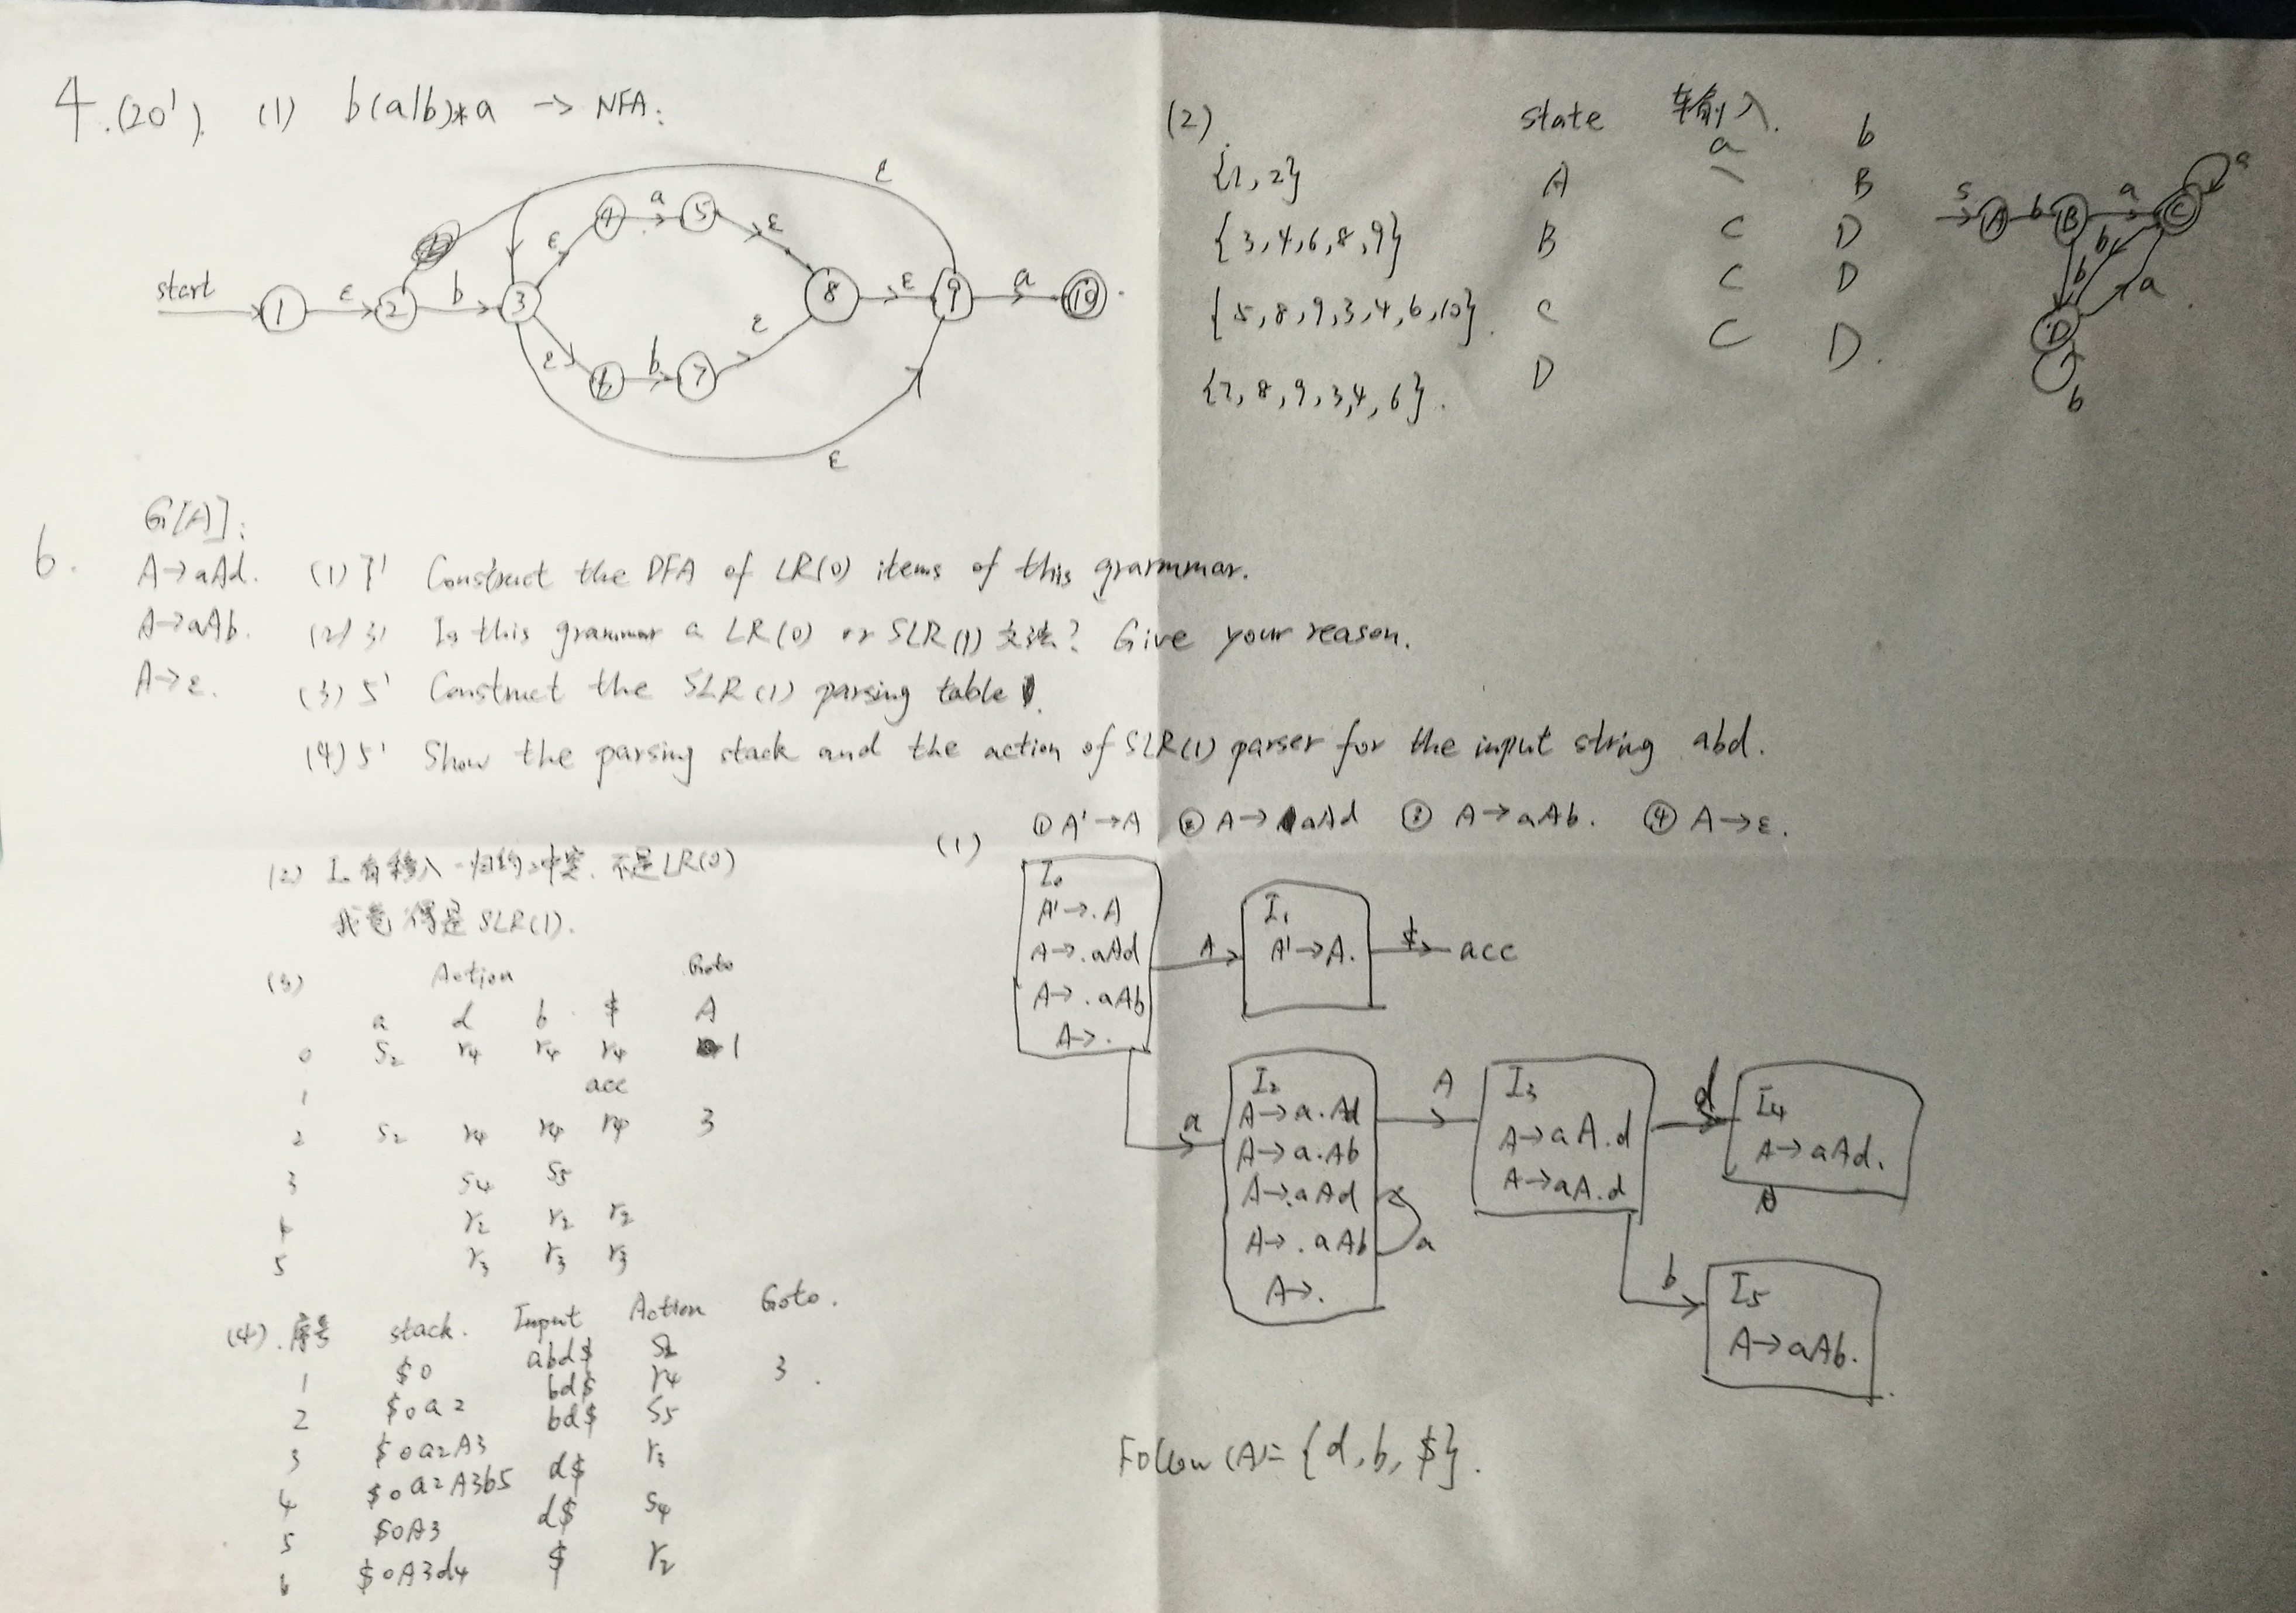 4.(20') (1) b(a|b)*a → NFA:
start → 1 ε 2 b 3 ε 4 a 5 ε 8 ε 9 a 10
ε 6 b 7 ε
ε
ε
(2) state 输入
a b
{1,2} A - B
{3,4,6,8,9} B C D
{5,8,9,3,4,6,10} C C D
{7,8,9,3,4,6} D C D
S A b B a C a
b b a
D
b
6. G[A]:
A→aAd. (1) 7' Construct the DFA of LR(0) items of this grarmmar.
A→aAb. (2) 3' Is this grammar a LR(0) or SLR(1) 文法? Give your reason.
A→ε. (3) 5' Construct the SLR(1) parsing table.
(4) 5' Show the parsing stack and the action of SLR(1) parser for the input string abd.
(1) ① A'→A ② A→aAd ③ A→aAb. ④ A→ε.
I0
A'→.A
A→.aAd
A→.aAb
A→.
A
I1
A'→A.
$ acc
a
I2
A→a.Ad
A→a.Ab
A→.aAd
A→.aAb
A→.
a
A
I3
A→aA.d
A→aA.d
d
I4
A→aAd.
b
I5
A→aAb.
Follow(A)={d,b,$}.
(2) I0有移入-归约冲突.不是LR(0)
我觉得是SLR(1).
(3) Action Goto
a d b $ A
0 S2 r4 r4 r4 1
1 acc
2 S2 r4 r4 r4 3
3 S4 S5
4 r2 r2 r2
5 r3 r3 r3
(4). 序号 stack. Input Action Goto.
1 $0 abd$ S2
2 $0a2 bd$ r4 3
3 $0a2A3 bd$ S5
4 $0a2A3b5 d$ r3
5 $0A3 d$ S4
6 $0A3d4 $ r2